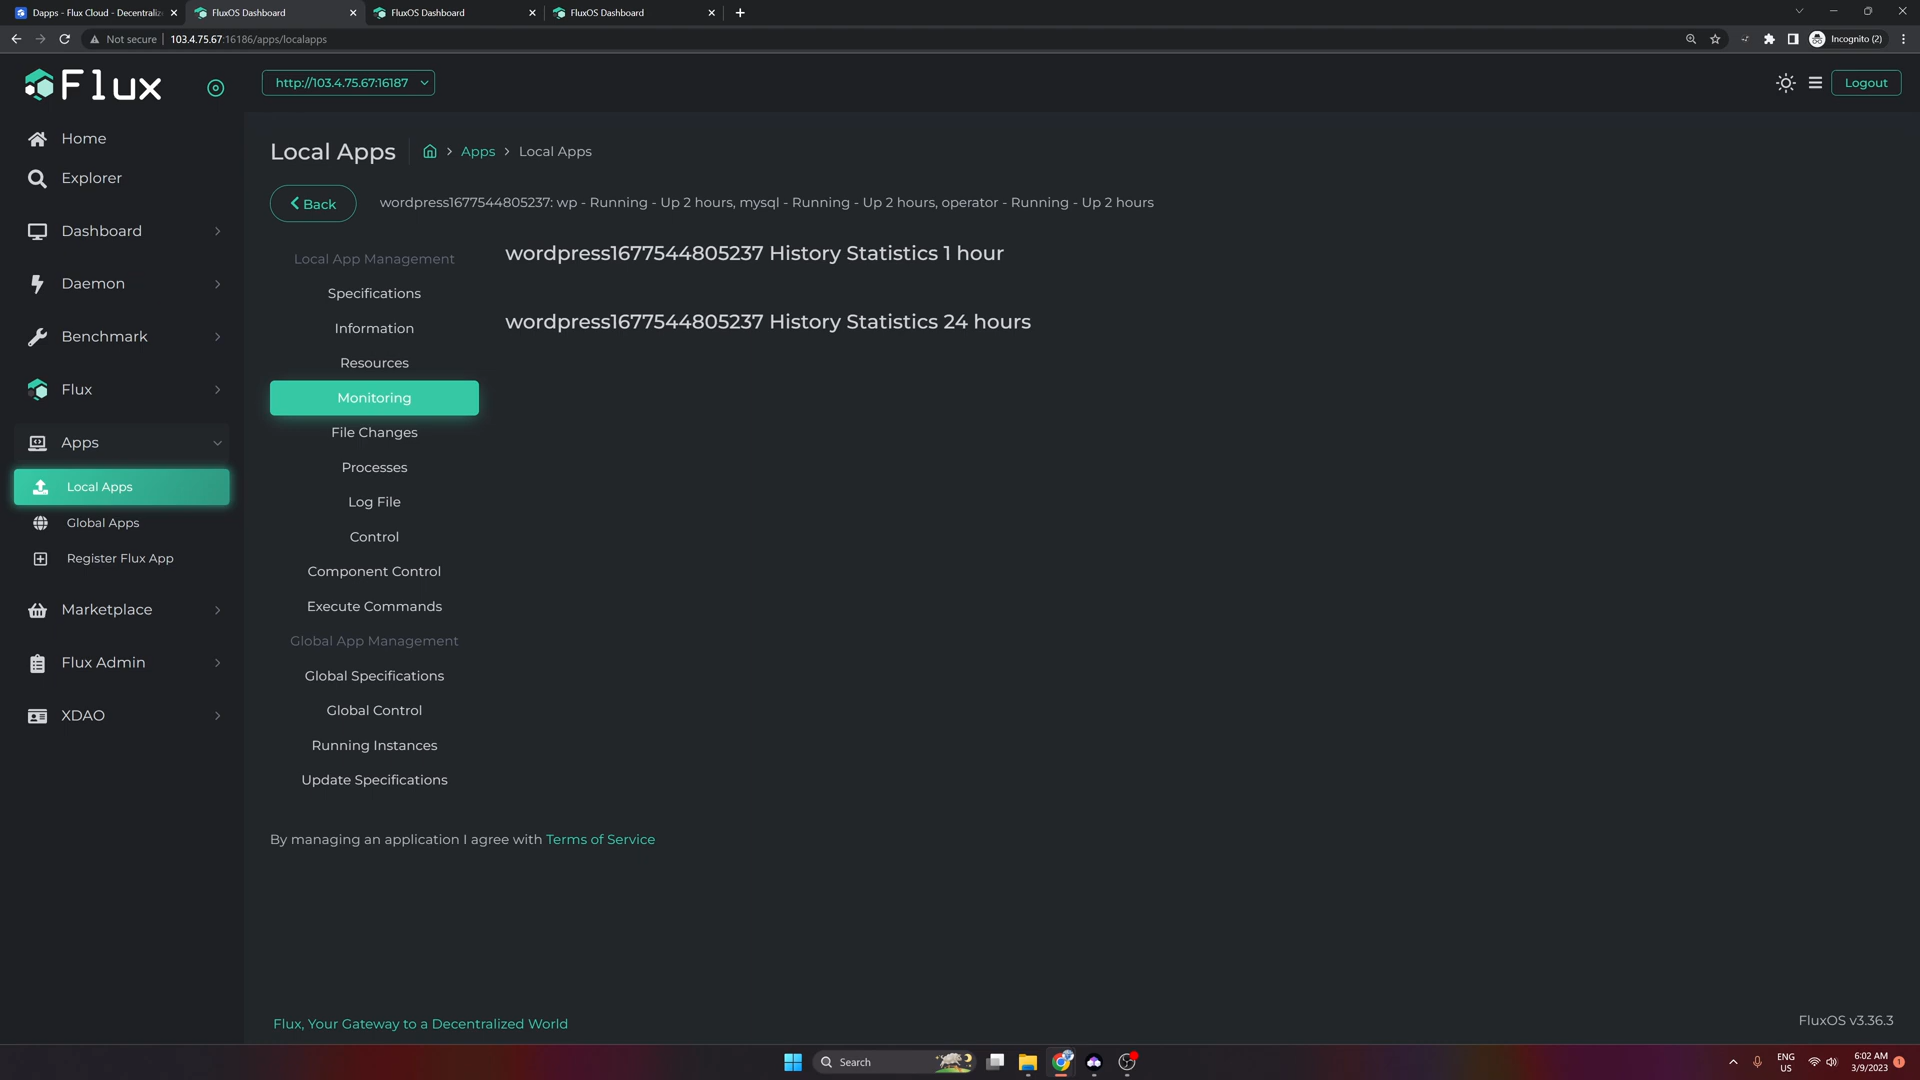 Dapps - Flux Cloud - Decentraliz
FluxOS Dashboard
FluxOS Dashboard
FluxOS Dashboard
Not secure
103.4.75.67:16186/apps/localapps
Incognito (2)
Flux
http://103.4.75.67:16187
Logout
Home
Explorer
Dashboard
Daemon
Benchmark
Flux
Apps
Local Apps
Global Apps
Register Flux App
Marketplace
Flux Admin
XDAO
Local Apps
Apps
Local Apps
Back
wordpress1677544805237: wp - Running - Up 2 hours, mysql - Running - Up 2 hours, operator - Running - Up 2 hours
Local App Management
Specifications
Information
Resources
Monitoring
File Changes
Processes
Log File
Control
Component Control
Execute Commands
Global App Management
Global Specifications
Global Control
Running Instances
Update Specifications
wordpress1677544805237 History Statistics 1 hour
wordpress1677544805237 History Statistics 24 hours
By managing an application I agree with Terms of Service
Flux, Your Gateway to a Decentralized World
FluxOS v3.36.3
Search
ENG
US
6:02 AM
3/9/2023
1